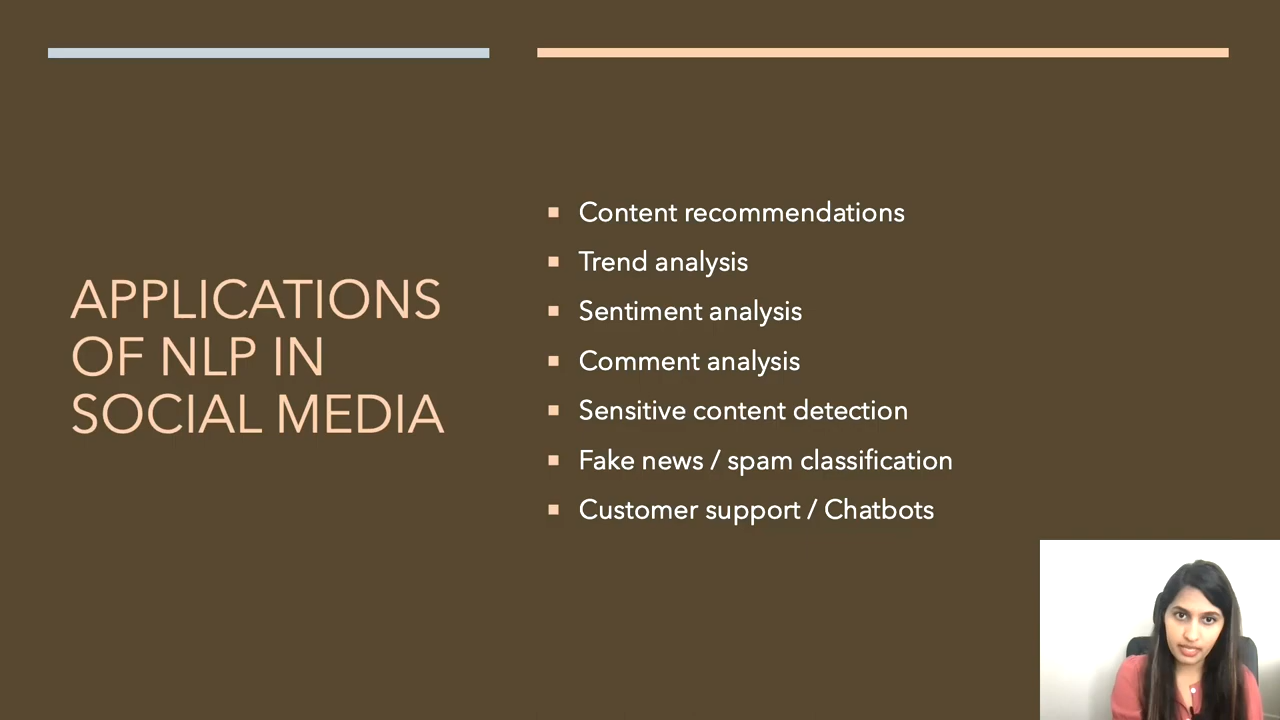 APPLICATIONS
OF NLP IN
SOCIAL MEDIA
Content recommendations
Trend analysis
Sentiment analysis
Comment analysis
Sensitive content detection
Fake news / spam classification
Customer support / Chatbots